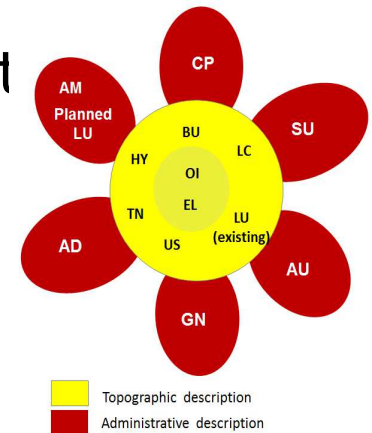 t
CP
AM
Planned
LU
SU
BU
HY
LC
OI
EL
TN
LU
(existing)
US
AD
AU
GN
Topographic description
Administrative description